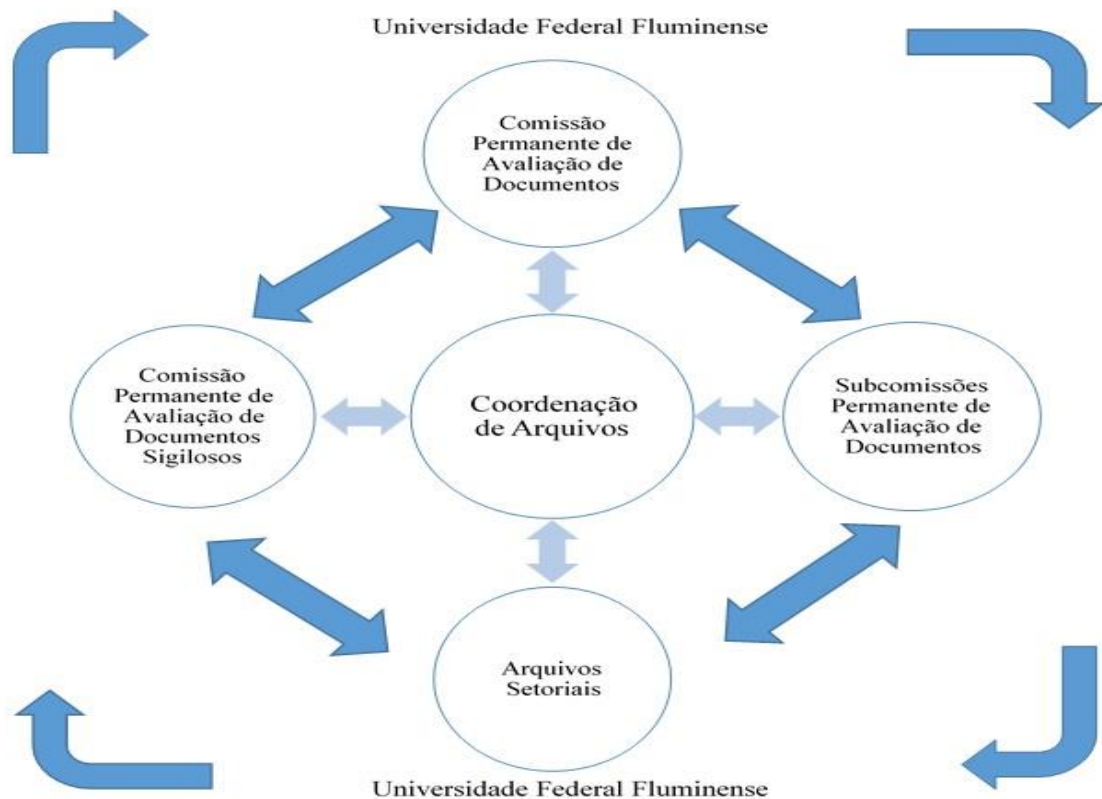 Universidade Federal Fluminense
Comissão
Permanente de
Avaliação de
Documentos
Comissão
Permanente de
Avaliação de
Documentos
Sigilosos
Coordenação
de Arquivos
Subcomissões
Permanente de
Avaliação de
Documentos
Arquivos
Setoriais
Universidade Federal Fluminense